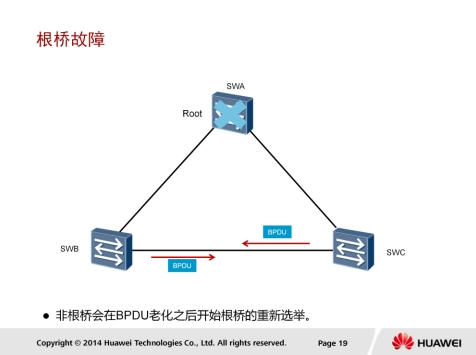 根桥故障
SWA
Root
BPDU
SWB
SWC
BPDU
● 非根桥会在BPDU老化之后开始根桥的重新选举。
Copyright © 2014 Huawei Technologies Co., Ltd. All rights reserved.
Page 19
HUAWEI